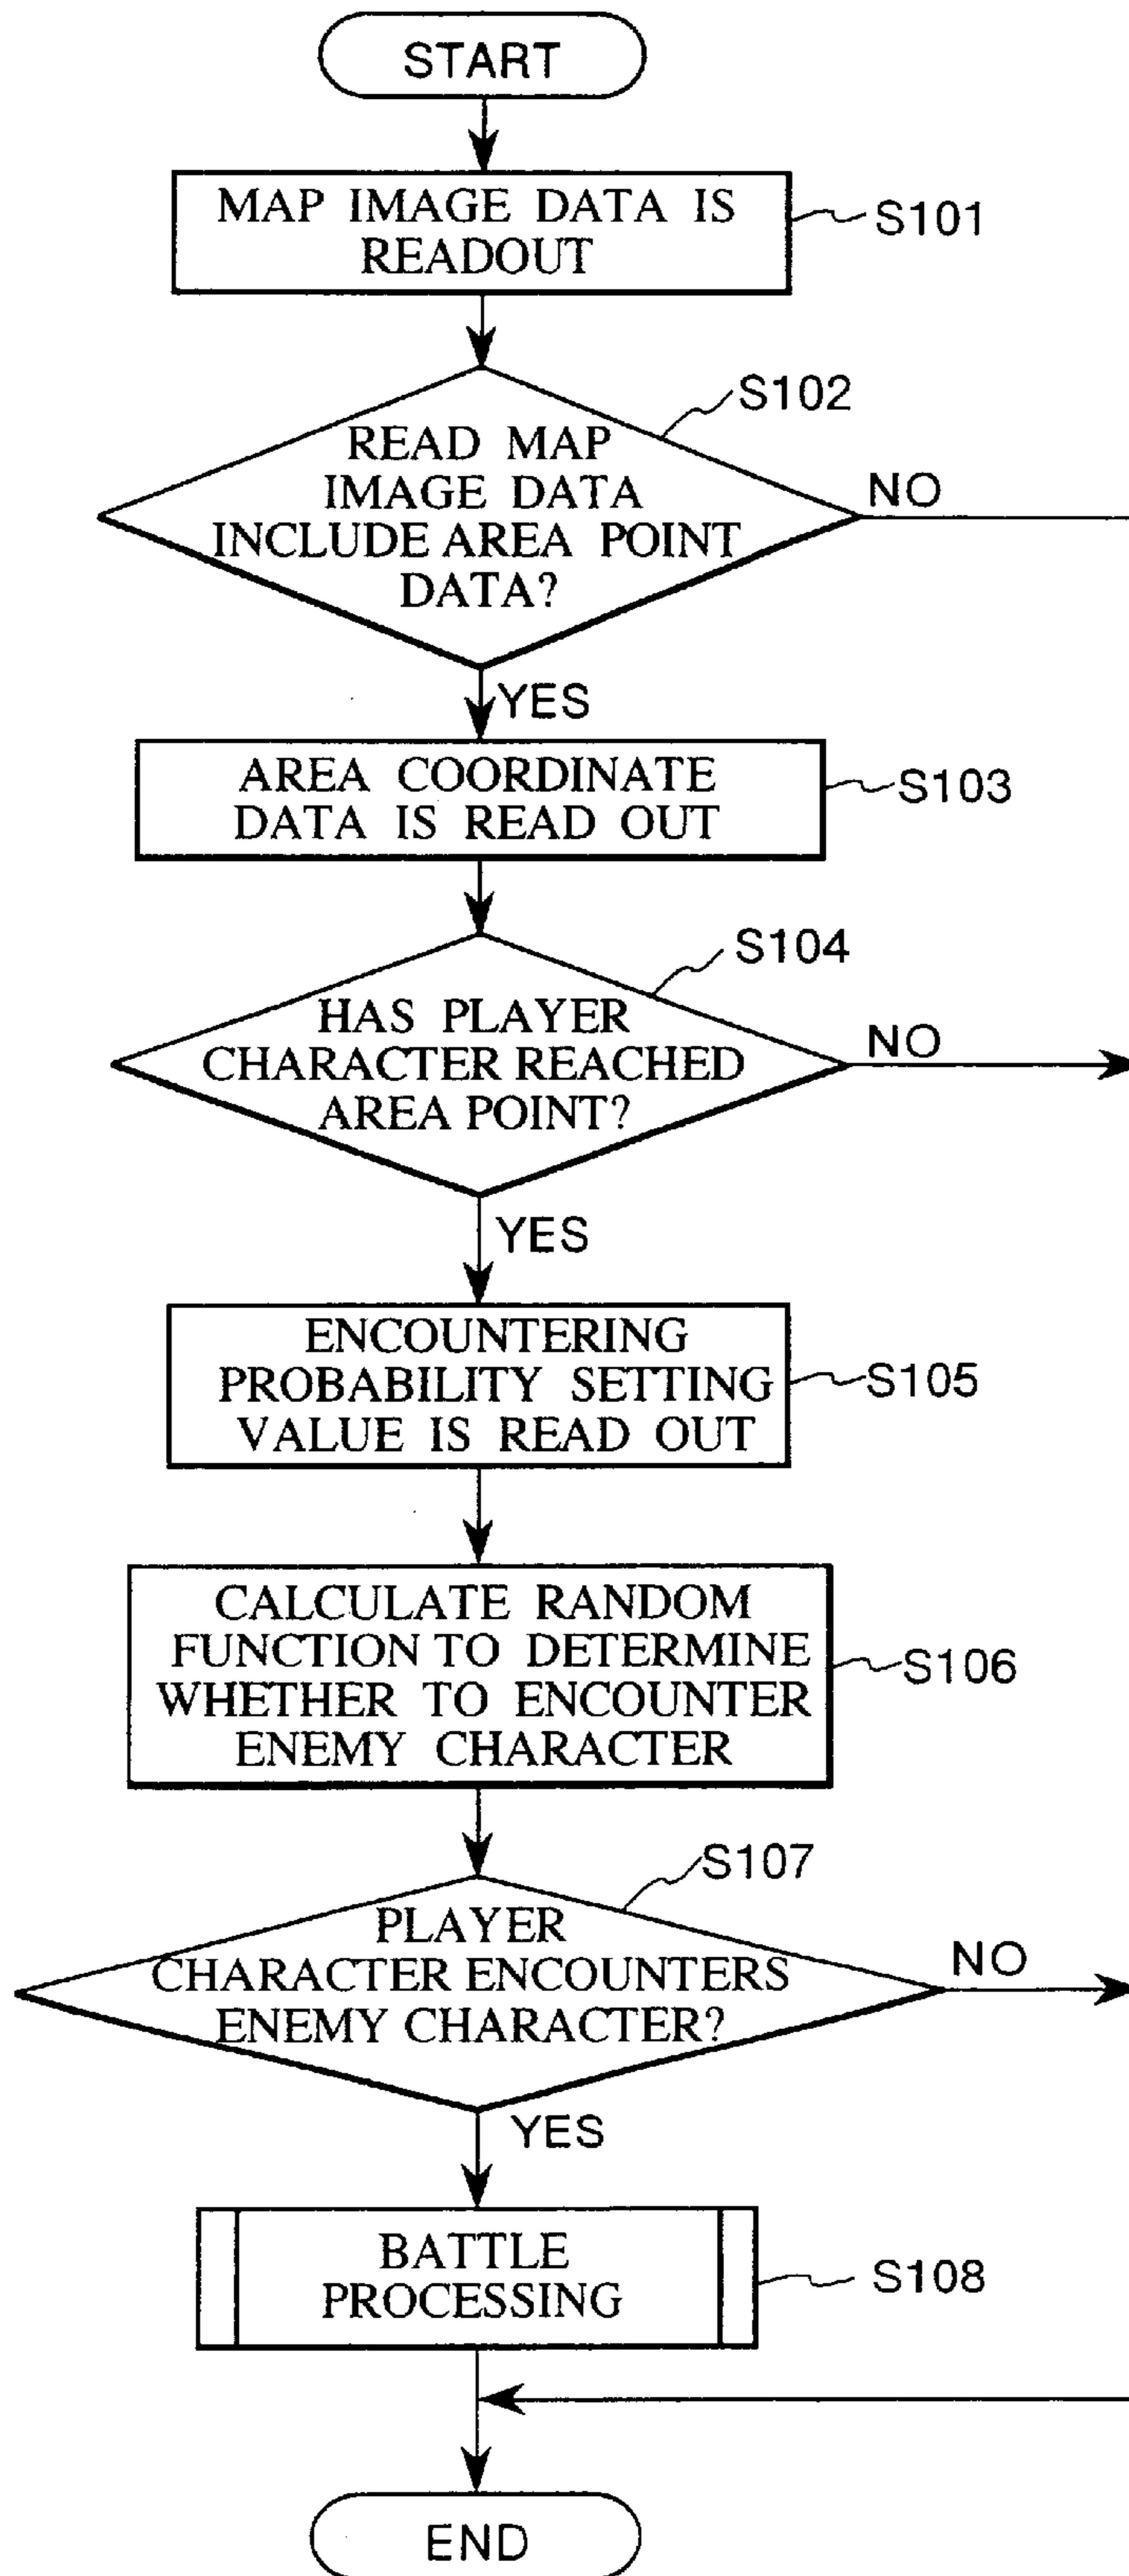 START
MAP IMAGE DATA IS
READOUT
S101
S102
READ MAP
IMAGE DATA
INCLUDE AREA POINT
DATA?
NO
YES
AREA COORDINATE
DATA IS READ OUT
S103
S104
HAS PLAYER
CHARACTER REACHED
AREA POINT?
NO
YES
ENCOUNTERING
PROBABILITY SETTING
VALUE IS READ OUT
S105
CALCULATE RANDOM
FUNCTION TO DETERMINE
WHETHER TO ENCOUNTER
ENEMY CHARACTER
S106
S107
PLAYER
CHARACTER ENCOUNTERS
ENEMY CHARACTER?
NO
YES
BATTLE
PROCESSING
S108
END